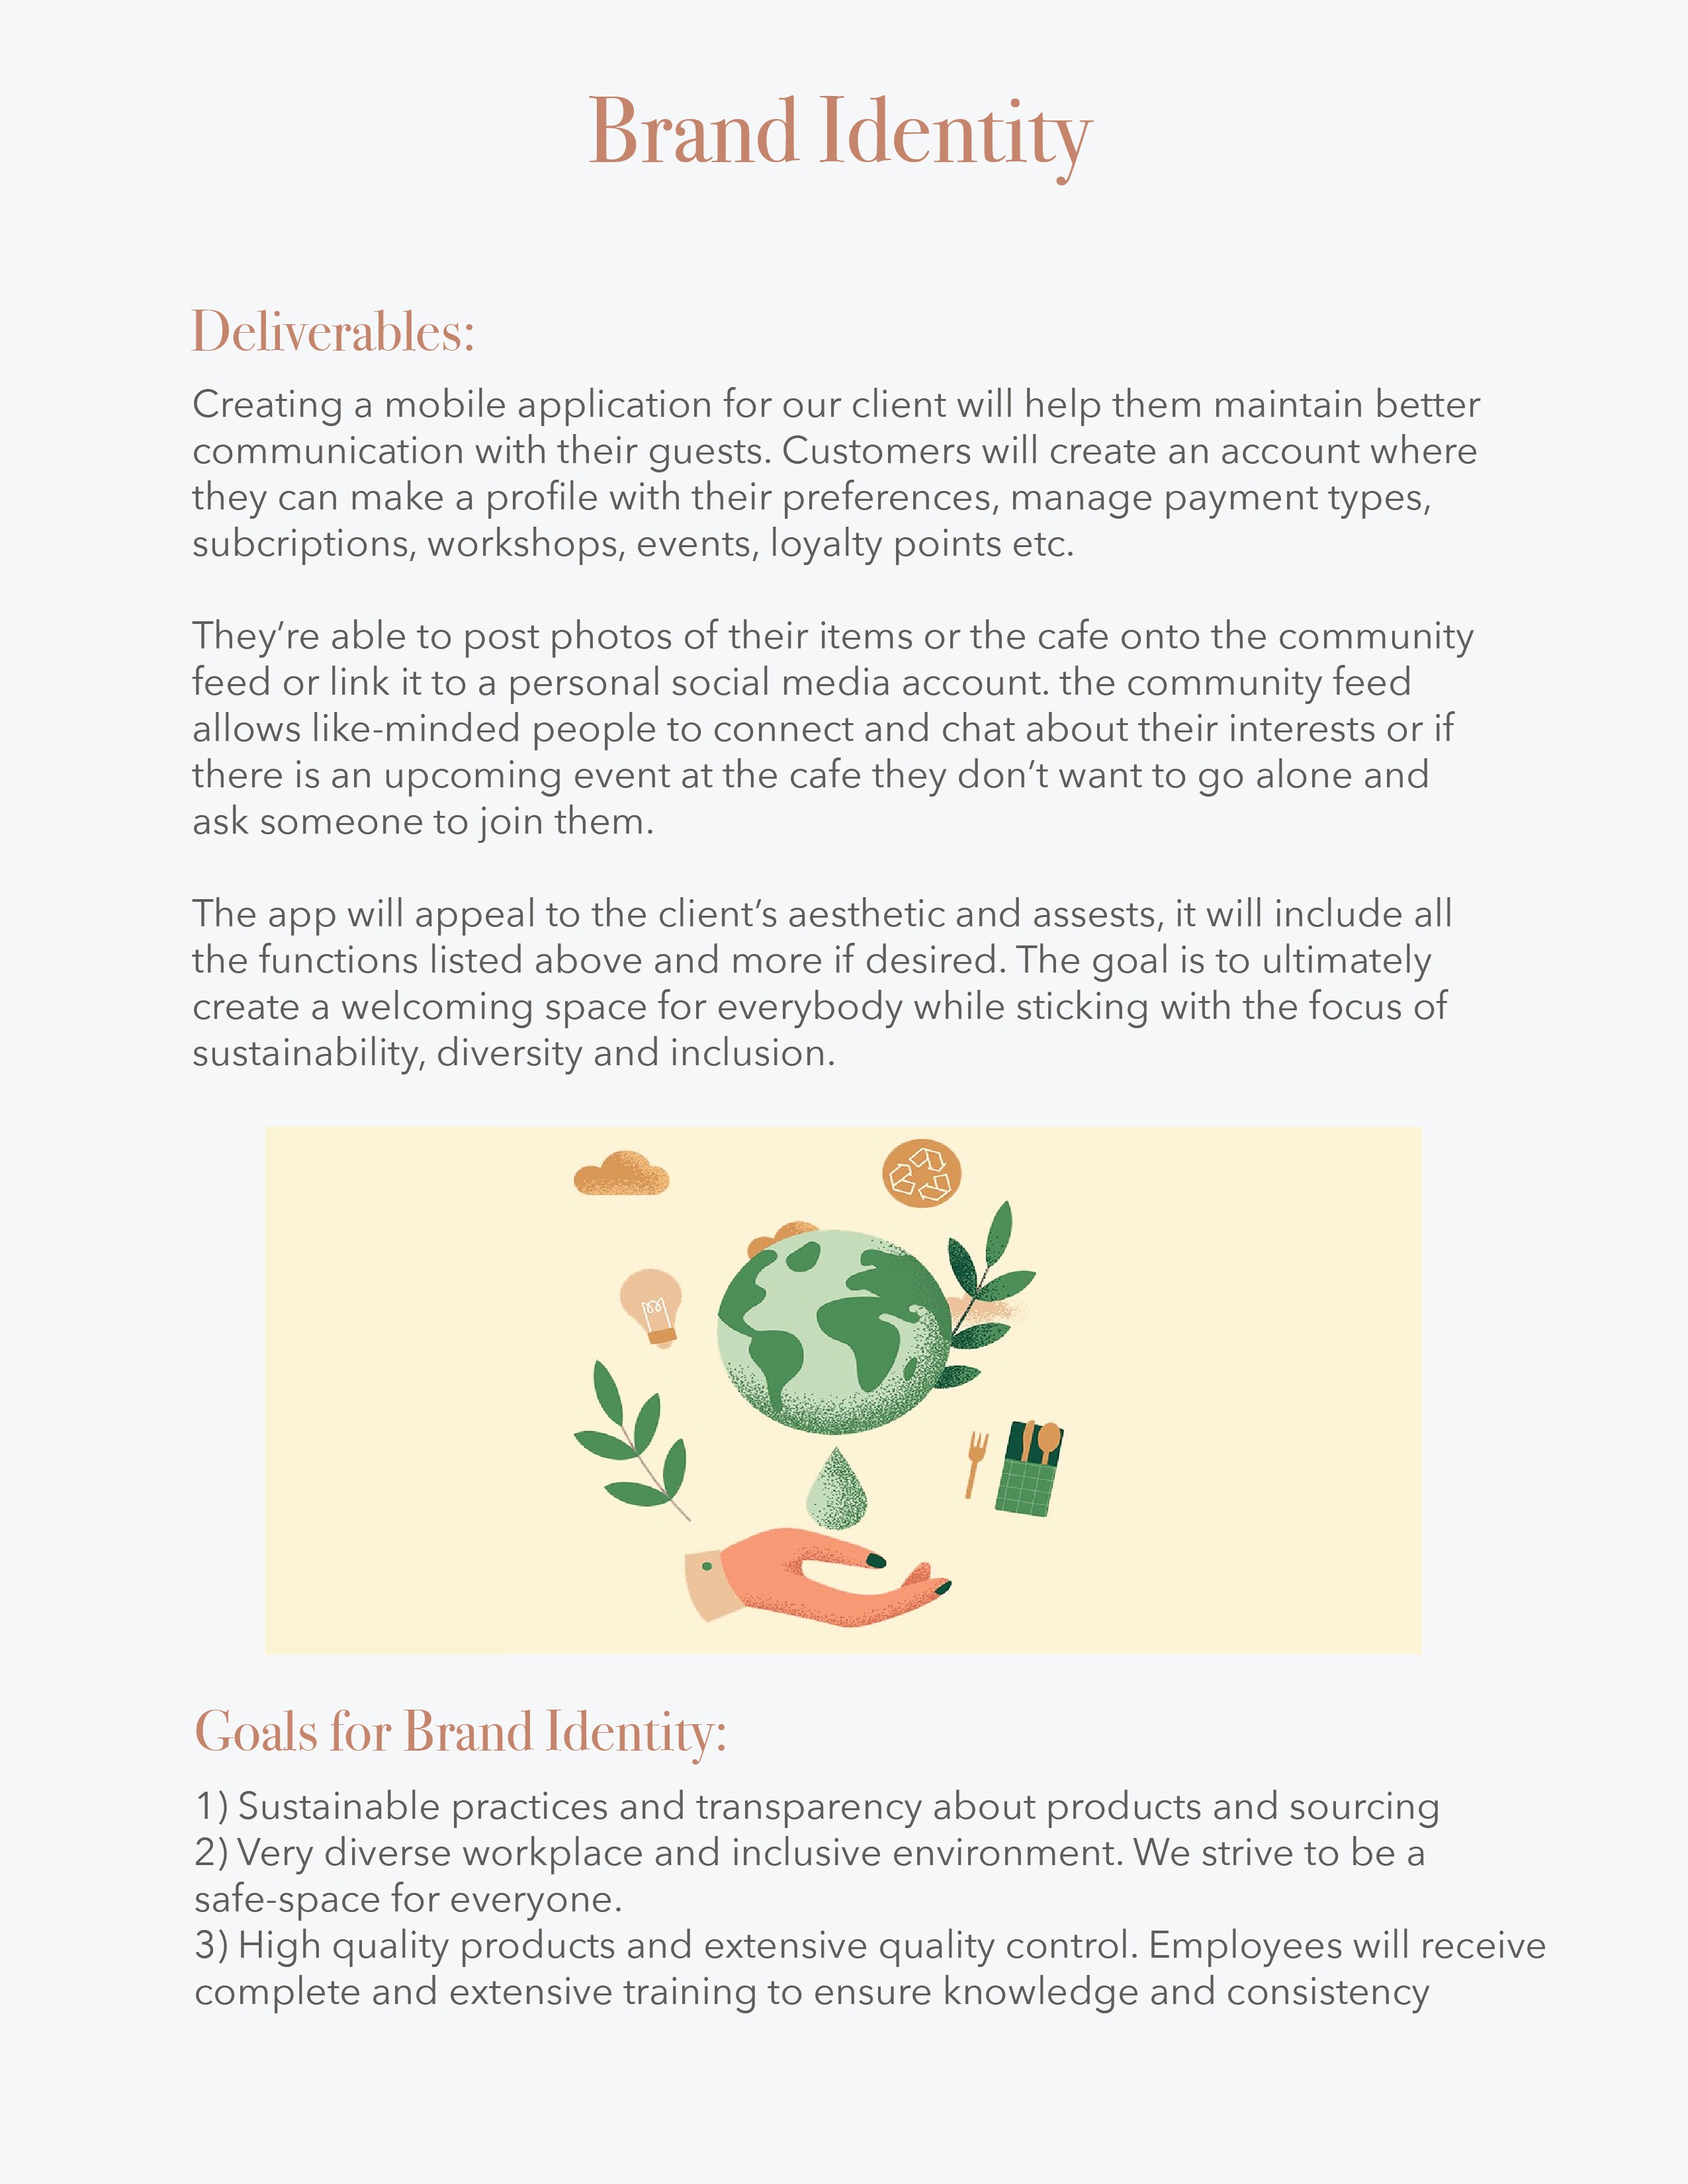 Brand Identity
Deliverables:
Creating a mobile application for our client will help them maintain better
communication with their guests. Customers will create an account where
they can make a profile with their preferences, manage payment types,
subcriptions, workshops, events, loyalty points etc.
They’re able to post photos of their items or the cafe onto the community
feed or link it to a personal social media account. the community feed
allows like-minded people to connect and chat about their interests or if
there is an upcoming event at the cafe they don’t want to go alone and
ask someone to join them.
The app will appeal to the client’s aesthetic and assests, it will include all
the functions listed above and more if desired. The goal is to ultimately
create a welcoming space for everybody while sticking with the focus of
sustainability, diversity and inclusion.
Goals for Brand Identity:
1) Sustainable practices and transparency about products and sourcing
2) Very diverse workplace and inclusive environment. We strive to be a
safe-space for everyone.
3) High quality products and extensive quality control. Employees will receive
complete and extensive training to ensure knowledge and consistency